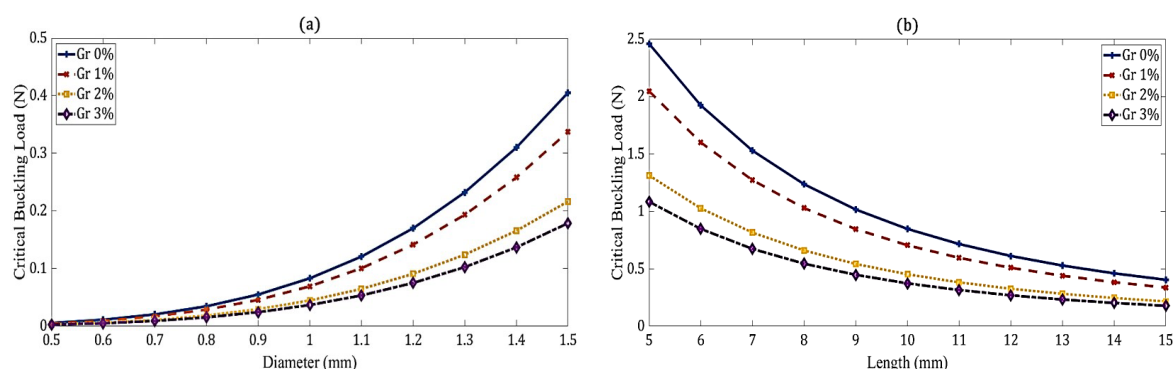 (a)
0.5
0.4
0.3
0.2
0.1
0
Critical Buckling Load (N)
Gr 0%
Gr 1%
Gr 2%
Gr 3%
0.5 0.6 0.7 0.8 0.9 1 1.1 1.2 1.3 1.4 1.5
Diameter (mm)
(b)
2.5
2
1.5
1
0.5
0
Critical Buckling Load (N)
Gr 0%
Gr 1%
Gr 2%
Gr 3%
5 6 7 8 9 10 11 12 13 14 15
Length (mm)